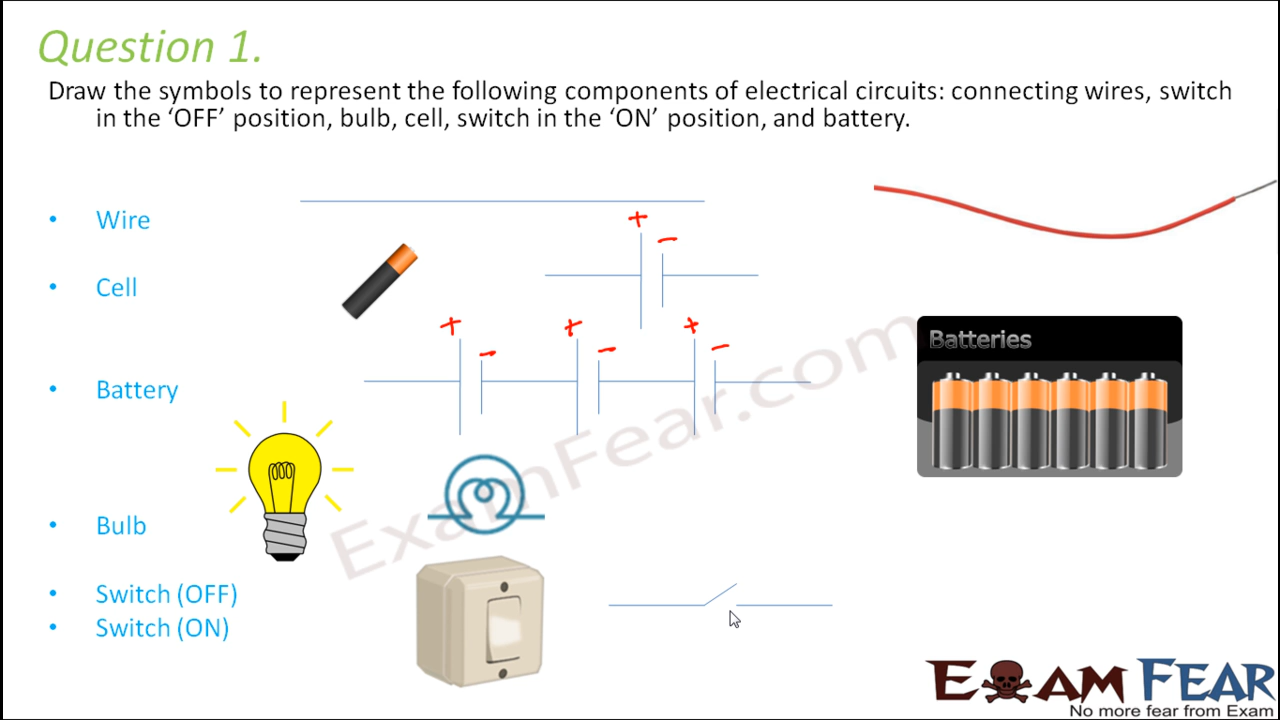 Question 1.
Draw the symbols to represent the following components of electrical circuits: connecting wires, switch
in the ‘OFF’ position, bulb, cell, switch in the ‘ON’ position, and battery.
• Wire
+
-
• Cell
+ + +
- - -
Batteries
• Battery
ExamFear.com
• Bulb
• Switch (OFF)
• Switch (ON)
EXAM FEAR
No more fear from Exam